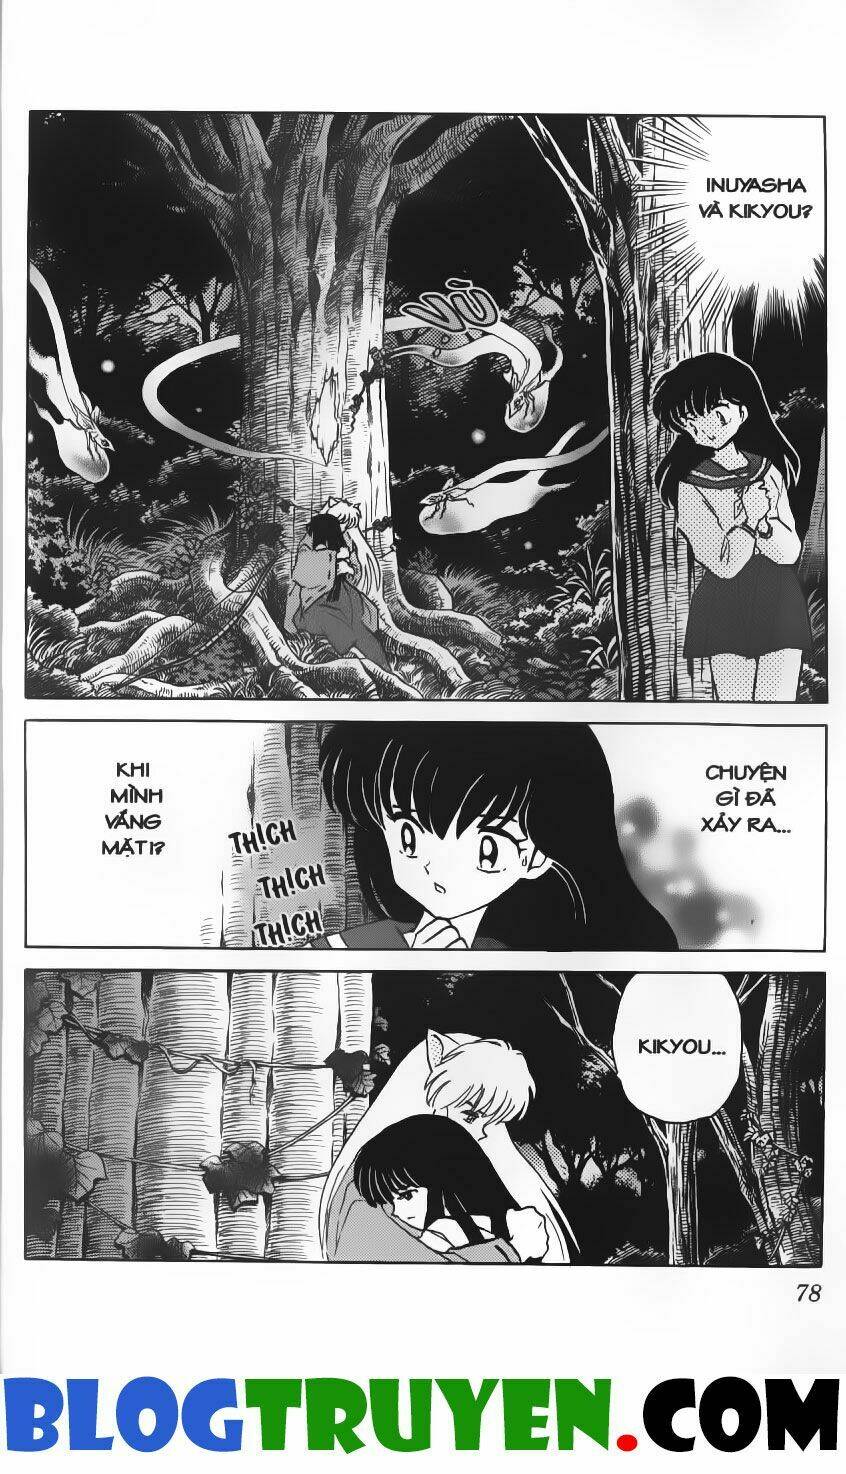 INUYASHA
VÀ KIKYOU?
VÙ
CHUYỆN
GÌ ĐÃ
XẢY RA...
KHI
MÌNH
VẮNG
MẶT!?
THỊCH
THỊCH
THỊCH
KIKYOU...
78
BLOGTRUYEN.COM